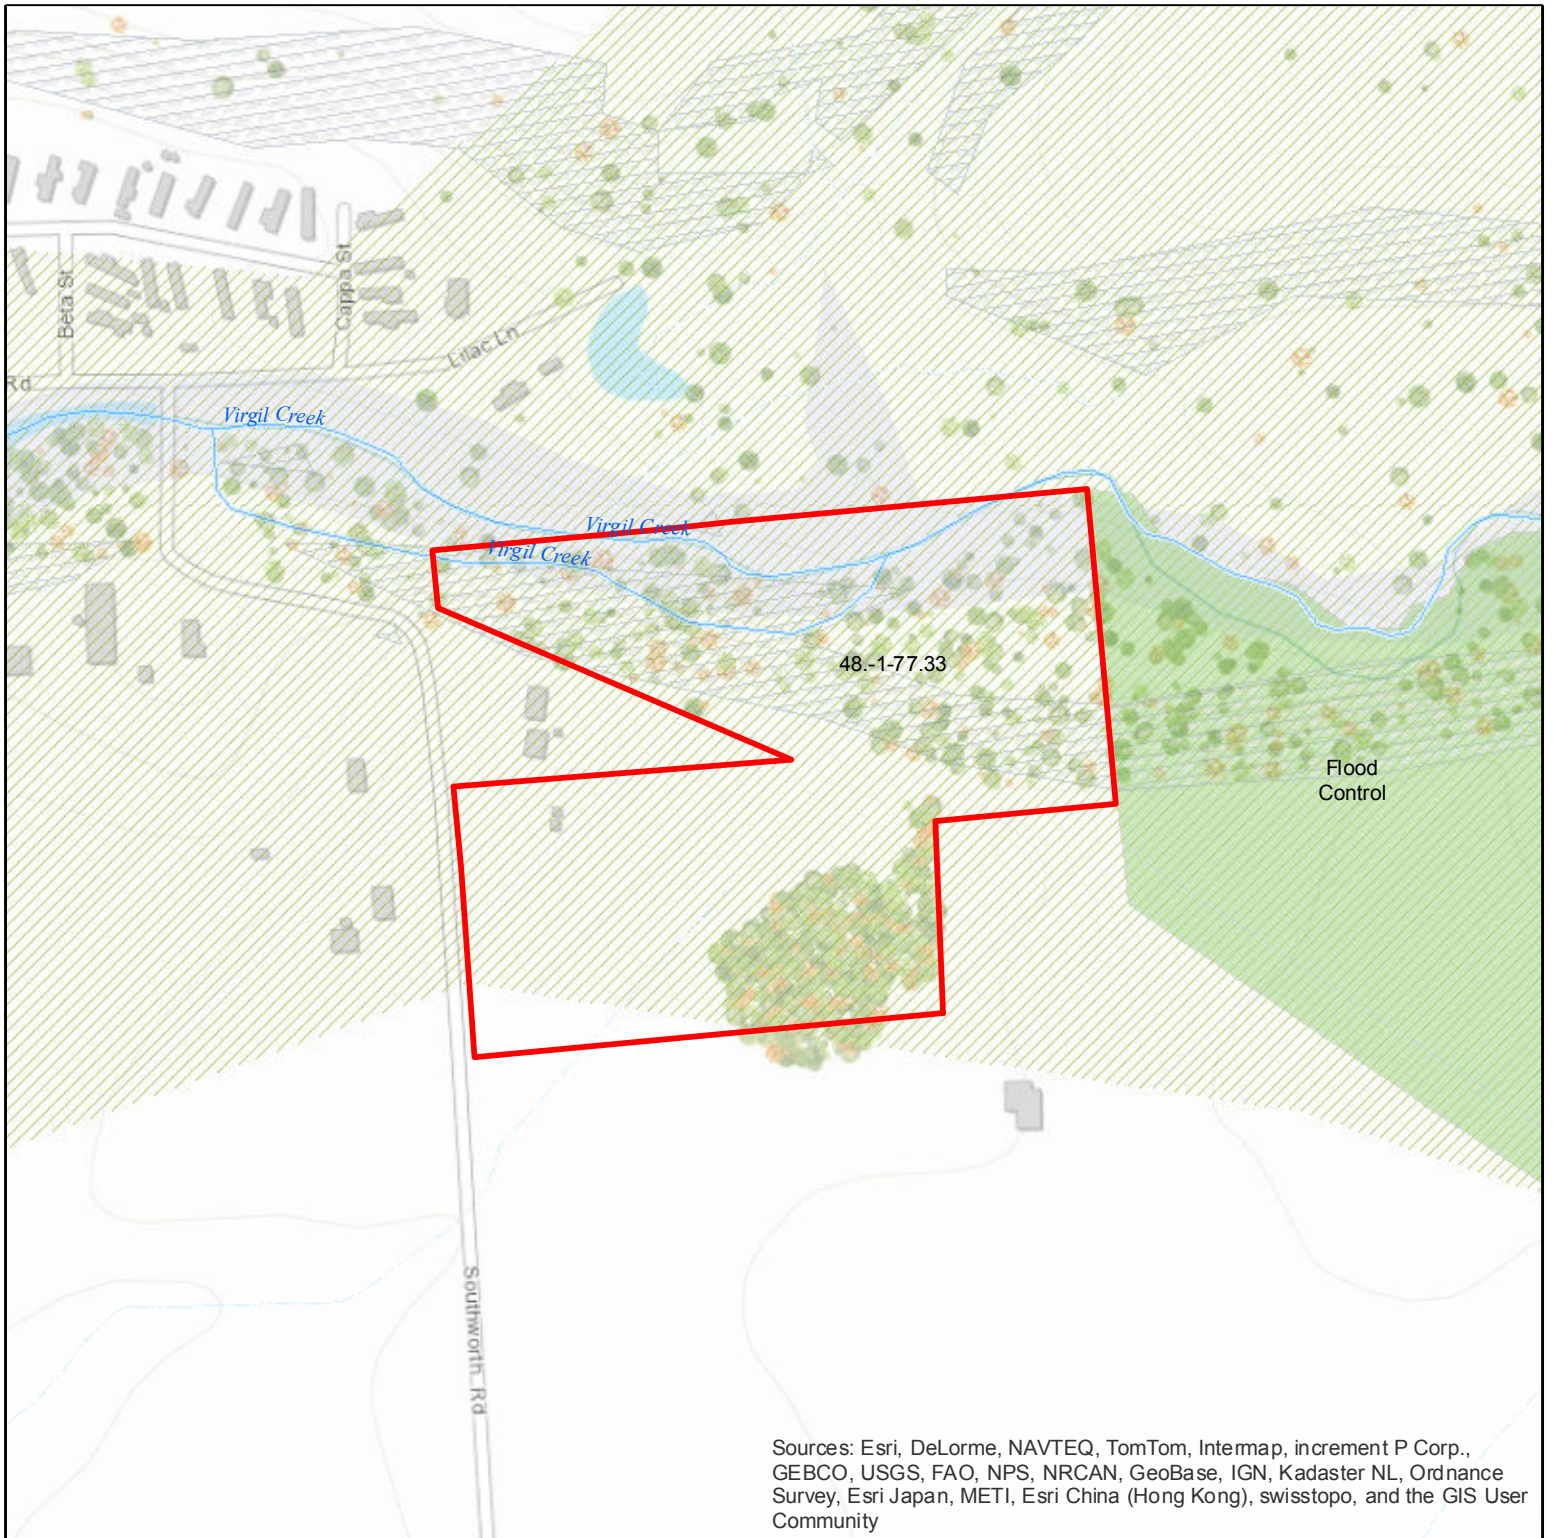 Beta St
Cappa St
Lilac Ln
Rd
Virgil Creek
Virgil Creek
Virgil Creek
48.-1-77.33
Flood
Control
Southworth Rd
Sources: Esri, DeLorme, NAVTEQ, TomTom, Intermap, increment P Corp.,
GEBCO, USGS, FAO, NPS, NRCAN, GeoBase, IGN, Kadaster NL, Ordnance
Survey, Esri Japan, METI, Esri China (Hong Kong), swisstopo, and the GIS User
Community